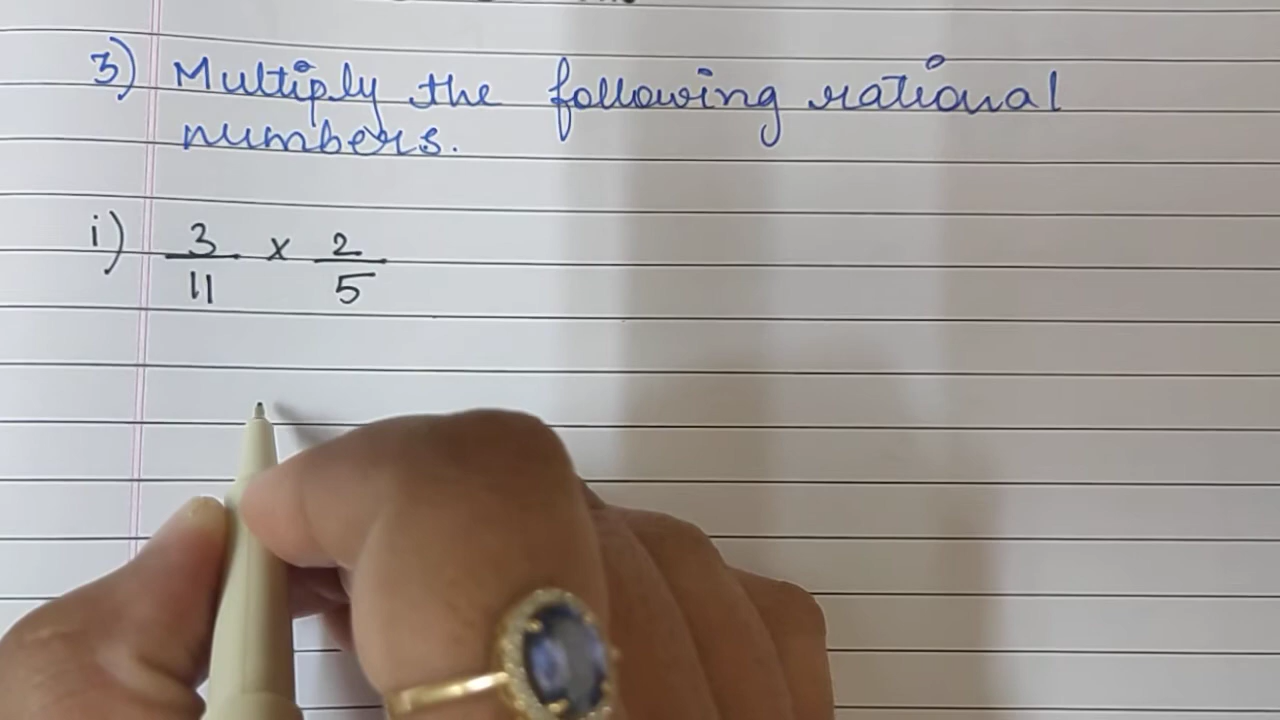 3) Multiply the following rational
numbers.
i) 3/11 x 2/5